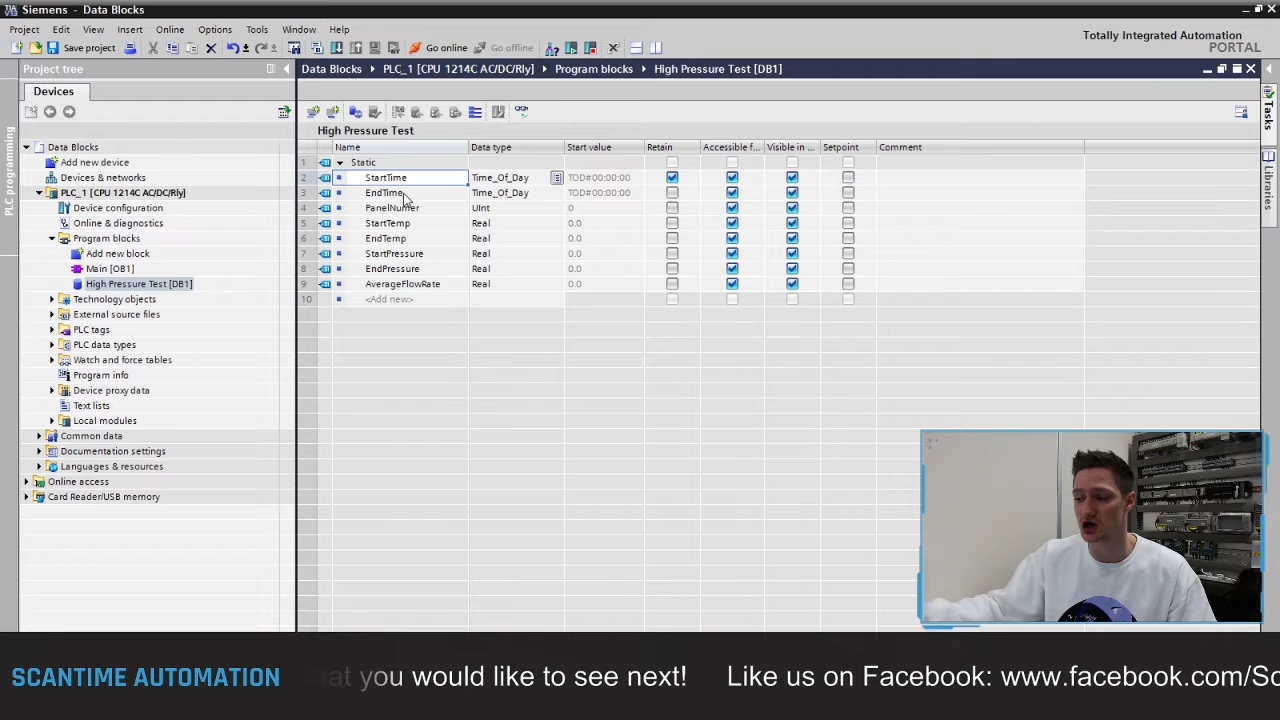 Siemens - Data Blocks
Project Edit View Insert Online Options Tools Window Help
Totally Integrated Automation
PORTAL
Save project
Go online
Go offline
Project tree
Data Blocks
PLC_1 [CPU 1214C AC/DC/Rly]
Program blocks
High Pressure Test [DB1]
Devices
Tasks
Libraries
PLC programming
High Pressure Test
Name Data type Start value Retain Accessible f... Visible in ... Setpoint Comment
1 Static
2 StartTime Time_Of_Day TOD#00:00:00
3 EndTime Time_Of_Day TOD#00:00:00
4 PanelNumer UInt 0
5 StartTemp Real 0.0
6 EndTemp Real 0.0
7 StartPressure Real 0.0
8 EndPressure Real 0.0
9 AverageFlowRate Real 0.0
10 <Add new>
Data Blocks
Add new device
Devices & networks
PLC_1 [CPU 1214C AC/DC/Rly]
Device configuration
Online & diagnostics
Program blocks
Add new block
Main [OB1]
High Pressure Test [DB1]
Technology objects
External source files
PLC tags
PLC data types
Watch and force tables
Program info
Device proxy data
Text lists
Local modules
Common data
Documentation settings
Languages & resources
Online access
Card Reader/USB memory
SCANTIME AUTOMATION
at you would like to see next! Like us on Facebook: www.facebook.com/Sc